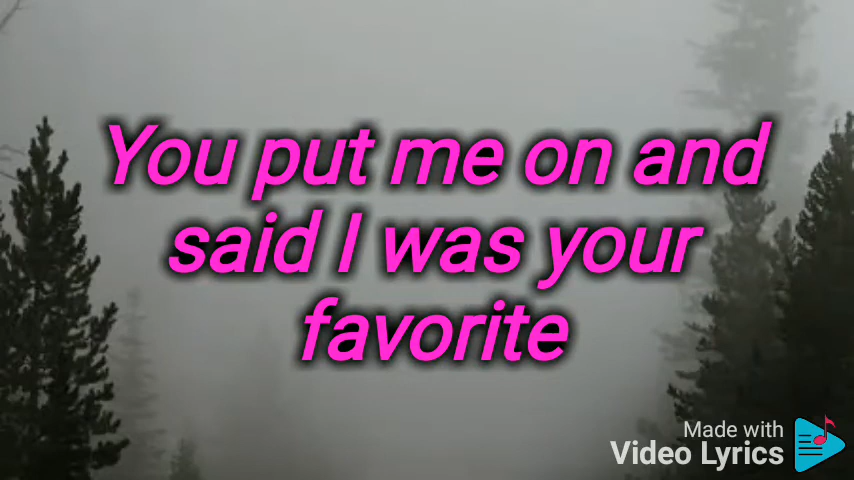 You put me on and
said I was your
favorite
Made with
Video Lyrics